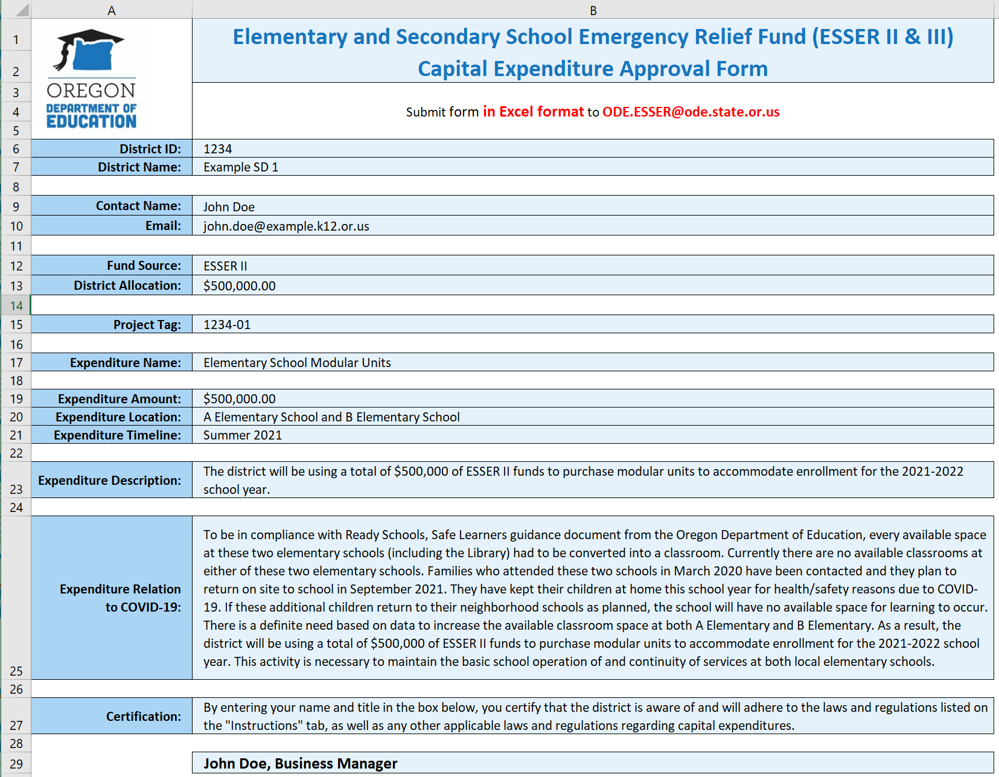 A B
1 Elementary and Secondary School Emergency Relief Fund (ESSER II & III)
2 Capital Expenditure Approval Form
OREGON
DEPARTMENT OF
EDUCATION
3
4 Submit form in Excel format to ODE.ESSER@ode.state.or.us
5
6 District ID: 1234
7 District Name: Example SD 1
8
9 Contact Name: John Doe
10 Email: john.doe@example.k12.or.us
11
12 Fund Source: ESSER II
13 District Allocation: $500,000.00
14
15 Project Tag: 1234-01
16
17 Expenditure Name: Elementary School Modular Units
18
19 Expenditure Amount: $500,000.00
20 Expenditure Location: A Elementary School and B Elementary School
21 Expenditure Timeline: Summer 2021
22
23 Expenditure Description: The district will be using a total of $500,000 of ESSER II funds to purchase modular units to accommodate enrollment for the 2021-2022
school year.
24
25 Expenditure Relation
to COVID-19:
To be in compliance with Ready Schools, Safe Learners guidance document from the Oregon Department of Education, every available space
at these two elementary schools (including the Library) had to be converted into a classroom. Currently there are no available classrooms at
either of these two elementary schools. Families who attended these two schools in March 2020 have been contacted and they plan to
return on site to school in September 2021. They have kept their children at home this school year for health/safety reasons due to COVID-
19. If these additional children return to their neighborhood schools as planned, the school will have no available space for learning to occur.
There is a definite need based on data to increase the available classroom space at both A Elementary and B Elementary. As a result, the
district will be using a total of $500,000 of ESSER II funds to purchase modular units to accommodate enrollment for the 2021-2022 school
year. This activity is necessary to maintain the basic school operation of and continuity of services at both local elementary schools.
26
27 Certification: By entering your name and title in the box below, you certify that the district is aware of and will adhere to the laws and regulations listed on
the "Instructions" tab, as well as any other applicable laws and regulations regarding capital expenditures.
28
29 John Doe, Business Manager